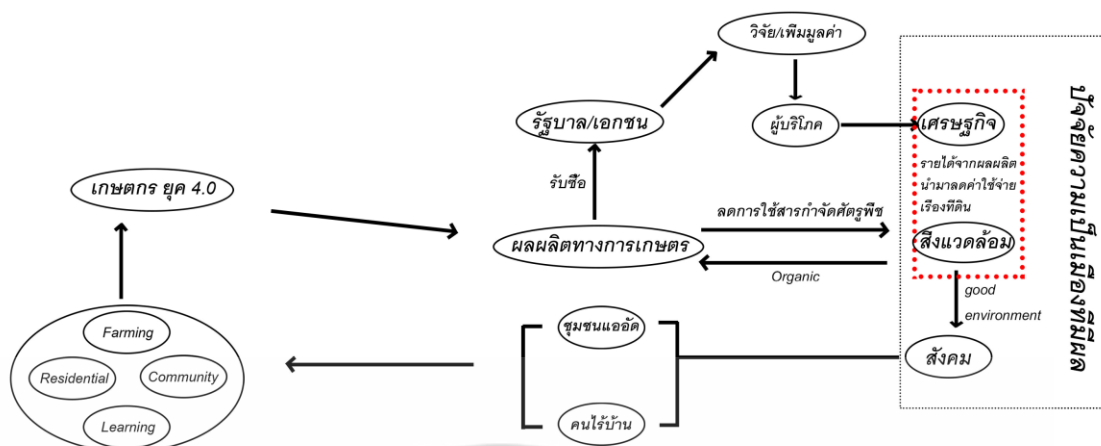 วิจัย/เพิ่มมูลค่า
รัฐบาล/เอกชน
ผู้บริโภค
เศรษฐกิจ
รายได้จากผลผลิต
นำมาลดค่าใช้จ่าย
เรื่องที่ดิน
รับซื้อ
เกษตกร ยุค 4.0
ลดการใช้สารกำจัดศัตรูพืช
ผลผลิตทางการเกษตร
สิ่งแวดล้อม
Organic
good
environment
Farming
ชุมชนแออัด
สังคม
Residential
Community
Learning
คนไร้บ้าน
ปัจจัยความเป็นเมืองที่มีผล